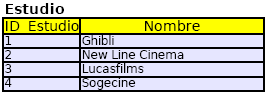 Estudio
ID_Estudio Nombre
1 Ghibli
2 New Line Cinema
3 Lucasfilms
4 Sogecine